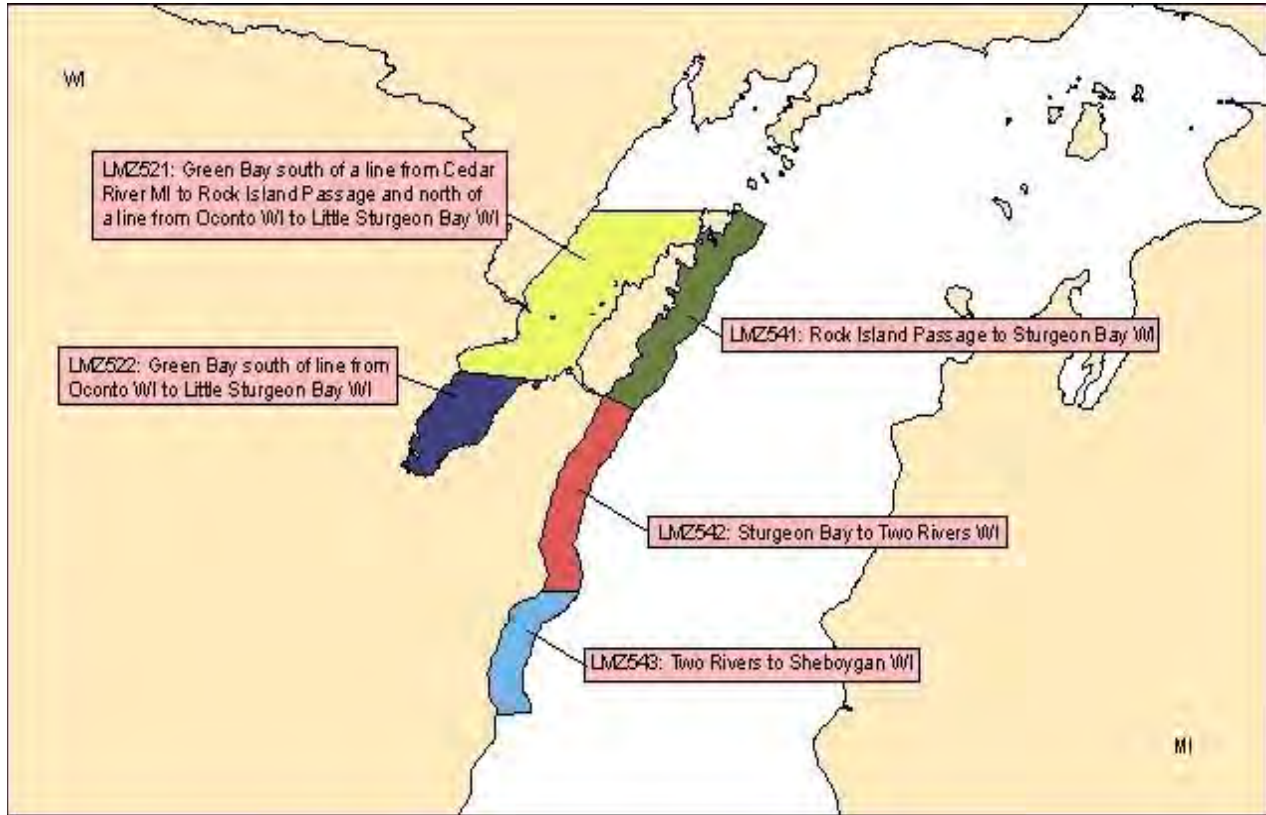 WI
LMZ521: Green Bay south of a line from Cedar
River MI to Rock Island Passage and north of
a line from Oconto WI to Little Sturgeon Bay WI
LMZ541: Rock Island Passage to Sturgeon Bay WI
LMZ522: Green Bay south of line from
Oconto WI to Little Sturgeon Bay WI
LMZ542: Sturgeon Bay to Two Rivers WI
LMZ543: Two Rivers to Sheboygan WI
MI